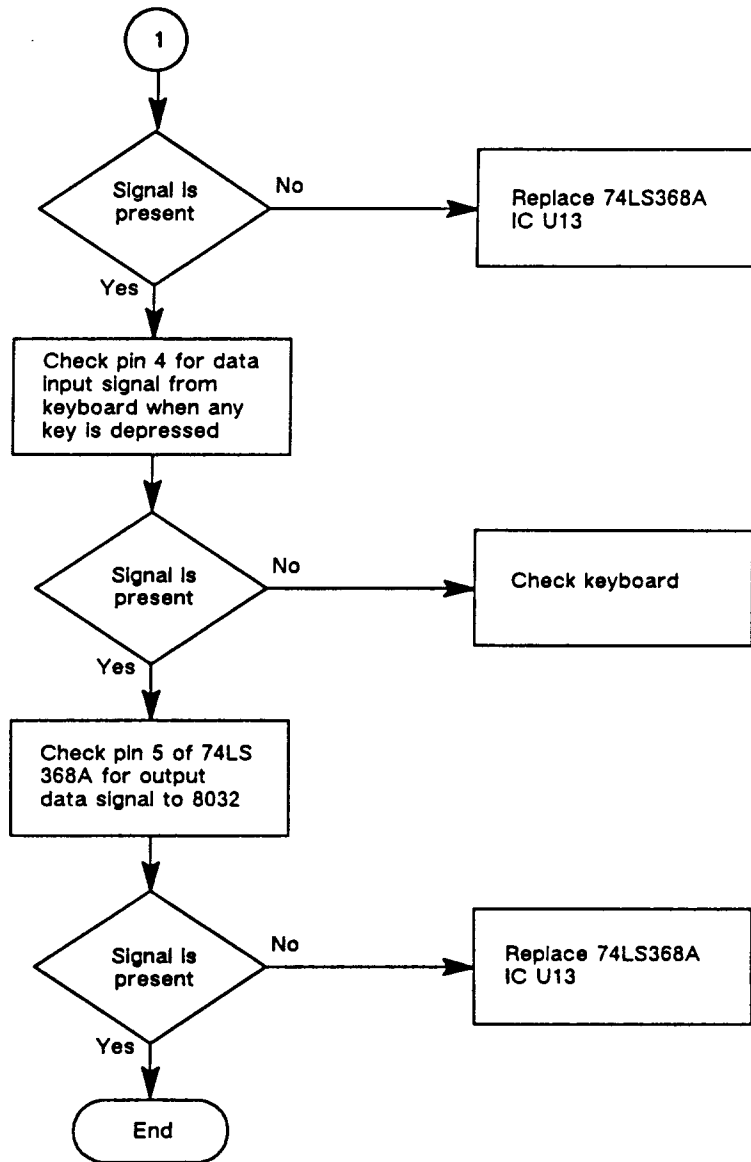 1
Signal is
present
No
Replace 74LS368A
IC U13
Yes
Check pin 4 for data
input signal from
keyboard when any
key is depressed
Signal is
present
No
Check keyboard
Yes
Check pin 5 of 74LS
368A for output
data signal to 8032
Signal is
present
No
Replace 74LS368A
IC U13
Yes
End